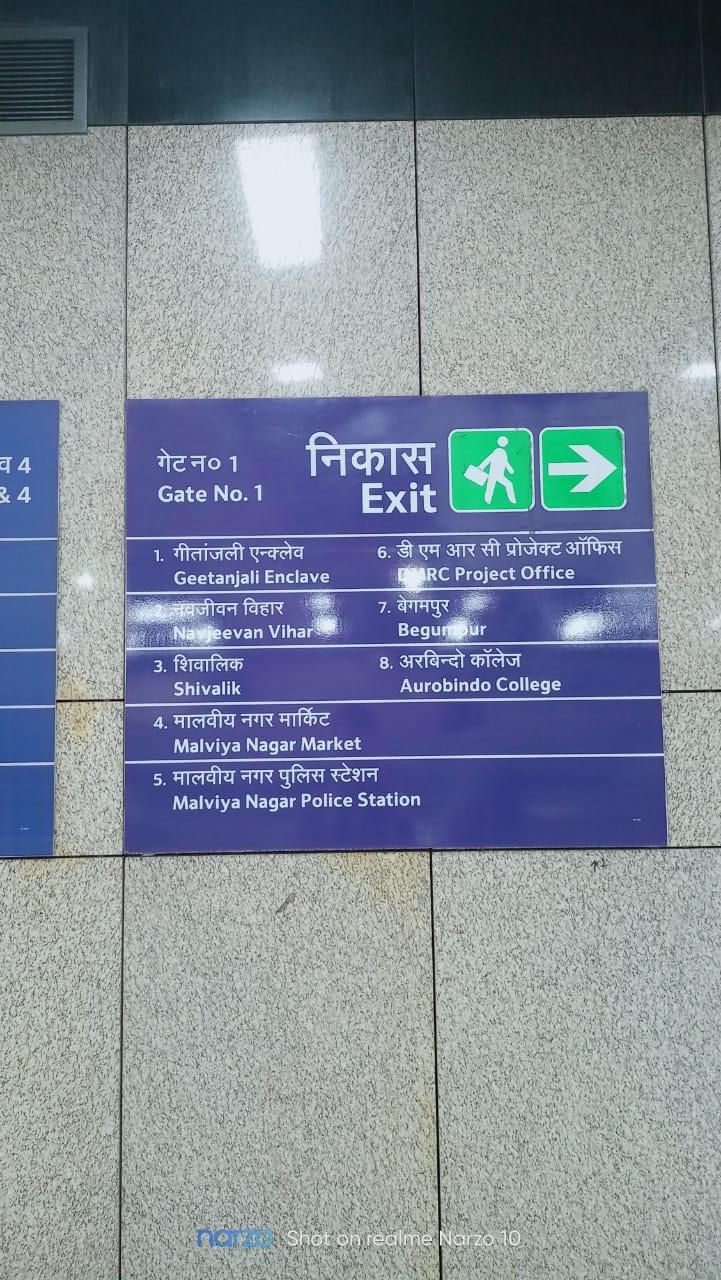 व 4
& 4
गेट न० 1
Gate No. 1
निकास
Exit
1. गीतांजली एन्क्लेव
Geetanjali Enclave
2. नवजीवन विहार
Navjeevan Vihar
3. शिवालिक
Shivalik
4. मालवीय नगर मार्किट
Malviya Nagar Market
5. मालवीय नगर पुलिस स्टेशन
Malviya Nagar Police Station
6. डी एम आर सी प्रोजेक्ट ऑफिस
DMRC Project Office
7. बेगमपुर
Begumpur
8. अरबिन्दो कॉलेज
Aurobindo College
narzo Shot on realme Narzo 10